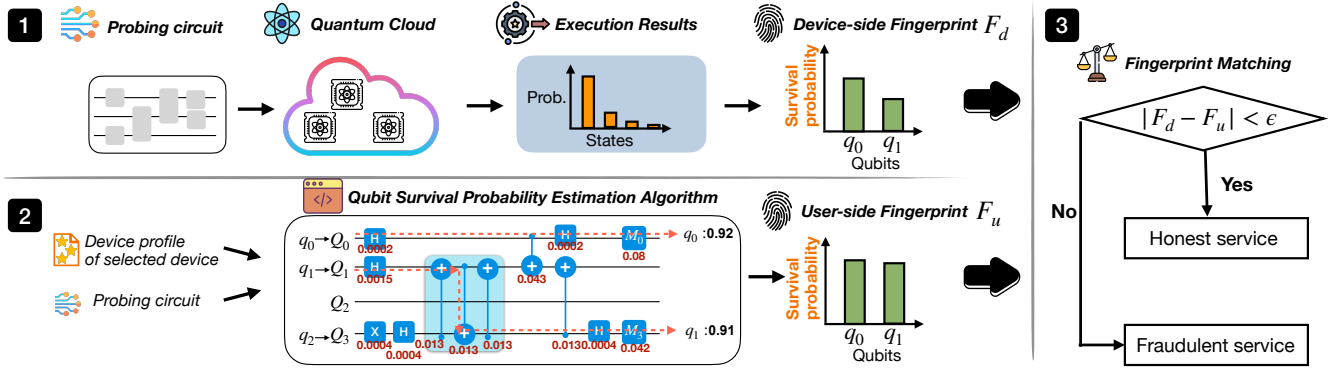 1
Probing circuit
Quantum Cloud
Execution Results
Device-side Fingerprint F_d
Prob.
States
Survival
probability
q_0 q_1
Qubits
3
Fingerprint Matching
|F_d − F_u| < ϵ
Yes
No
Honest service
Fraudulent service
2
Device profile
of selected device
Probing circuit
</>
Qubit Survival Probability Estimation Algorithm
q_0→Q_0
H
0.0002
H
0.0002
M_0
0.08
q_0 :0.92
q_1→Q_1
H
0.0015
0.043
Q_2
q_2→Q_3
X
0.0004
H
0.0004
0.013
0.013
0.013
0.013
H
0.0004
M_3
0.042
q_1 :0.91
User-side Fingerprint F_u
Survival
probability
q_0 q_1
Qubits